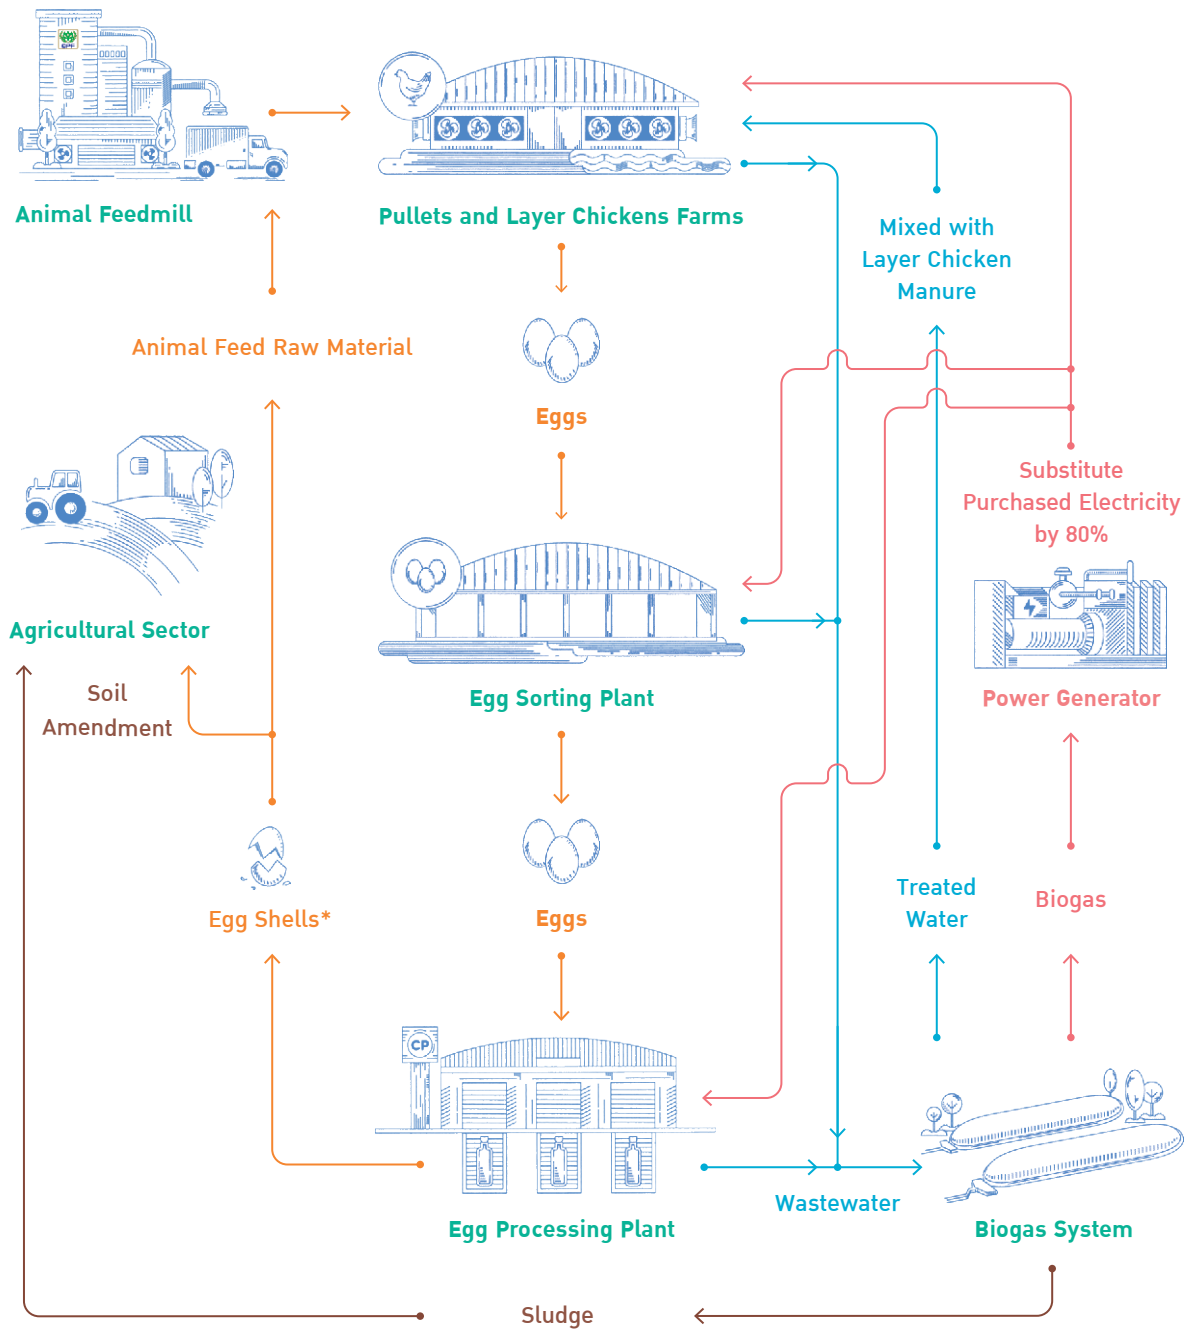 CPF
Animal Feedmill
Pullets and Layer Chickens Farms
Mixed with
Layer Chicken
Manure
Animal Feed Raw Material
Eggs
Substitute
Purchased Electricity
by 80%
Agricultural Sector
Soil
Amendment
Egg Sorting Plant
Power Generator
Egg Shells*
Eggs
Treated
Water
Biogas
CP
Wastewater
Egg Processing Plant
Biogas System
Sludge